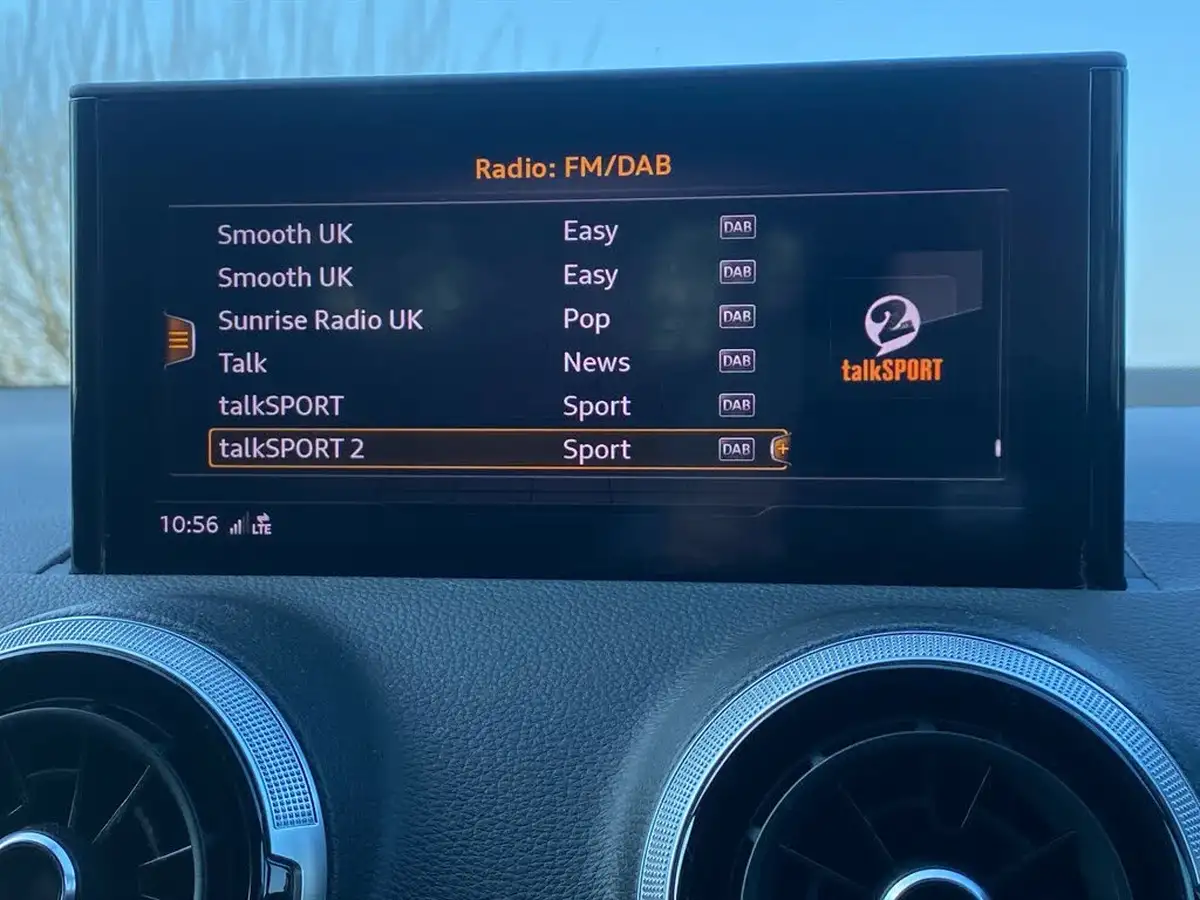 Radio: FM/DAB
Smooth UK Easy DAB
Smooth UK Easy DAB
Sunrise Radio UK Pop DAB
Talk News DAB
talkSPORT Sport DAB
talkSPORT 2 Sport DAB +
2
talkSPORT
10:56 LTE